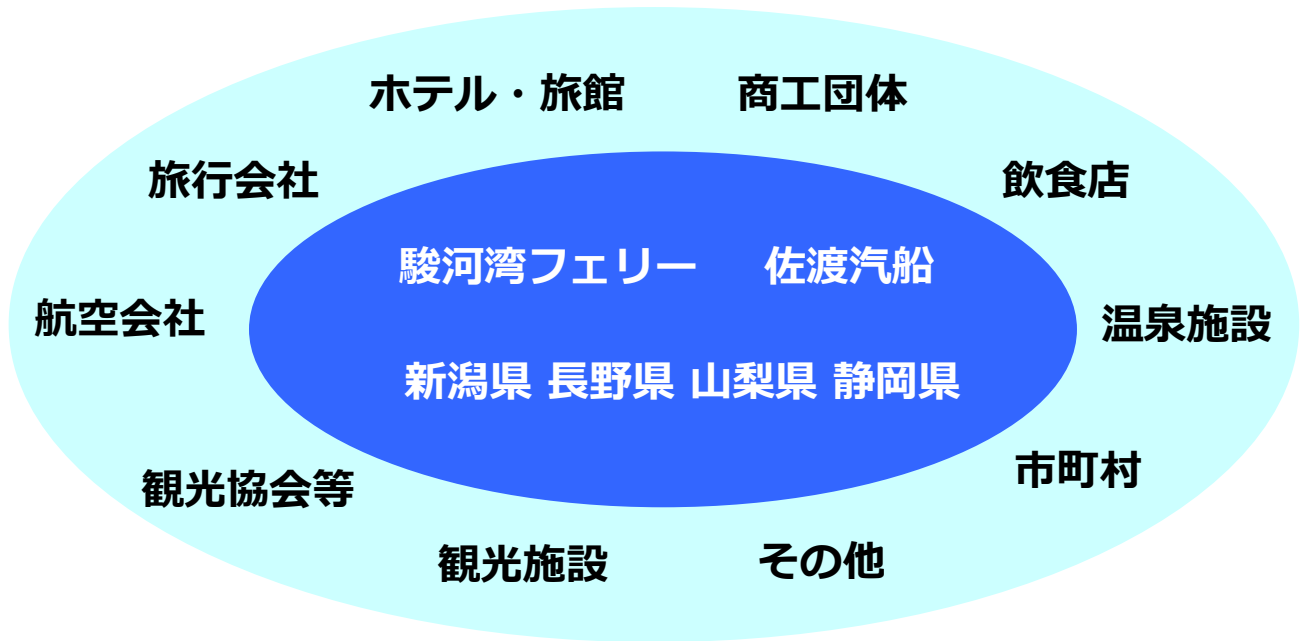 ホテル・旅館 商工団体
旅行会社 飲食店
駿河湾フェリー 佐渡汽船
航空会社 温泉施設
新潟県 長野県 山梨県 静岡県
観光協会等 市町村
観光施設 その他